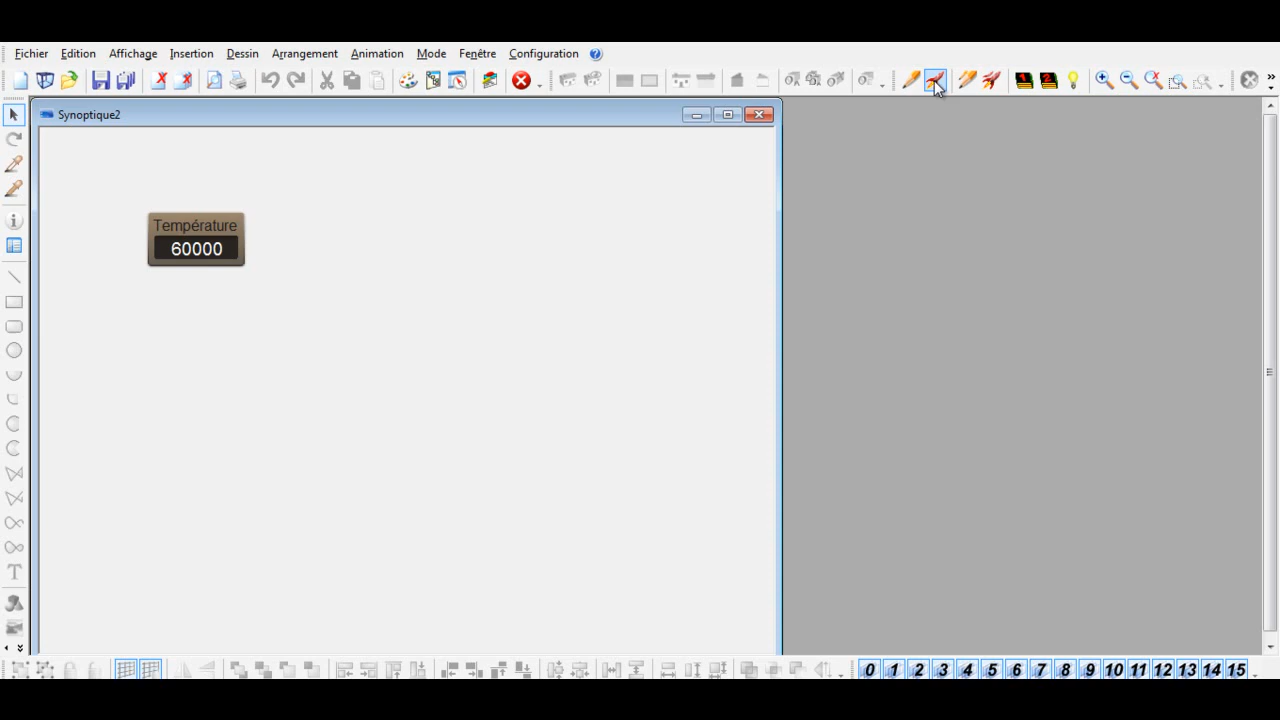 Fichier Edition Affichage Insertion Dessin Arrangement Animation Mode Fenêtre Configuration
Synoptique2
Température
60000
T
0 1 2 3 4 5 6 7 8 9 10 11 12 13 14 15